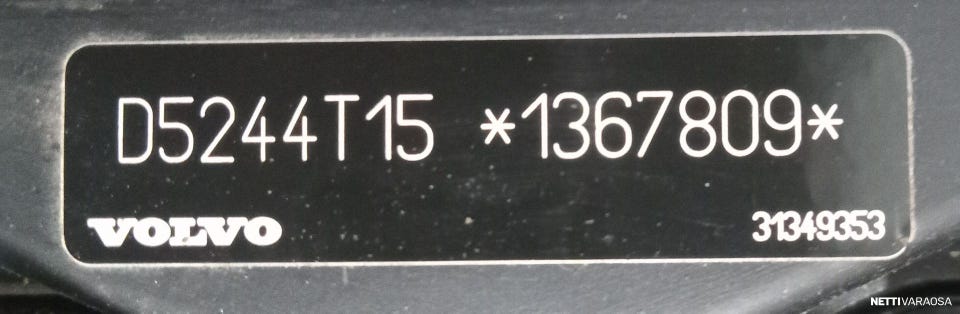 D5244T15 *1367809*
VOLVO 31349353
NETTIVARAOSA